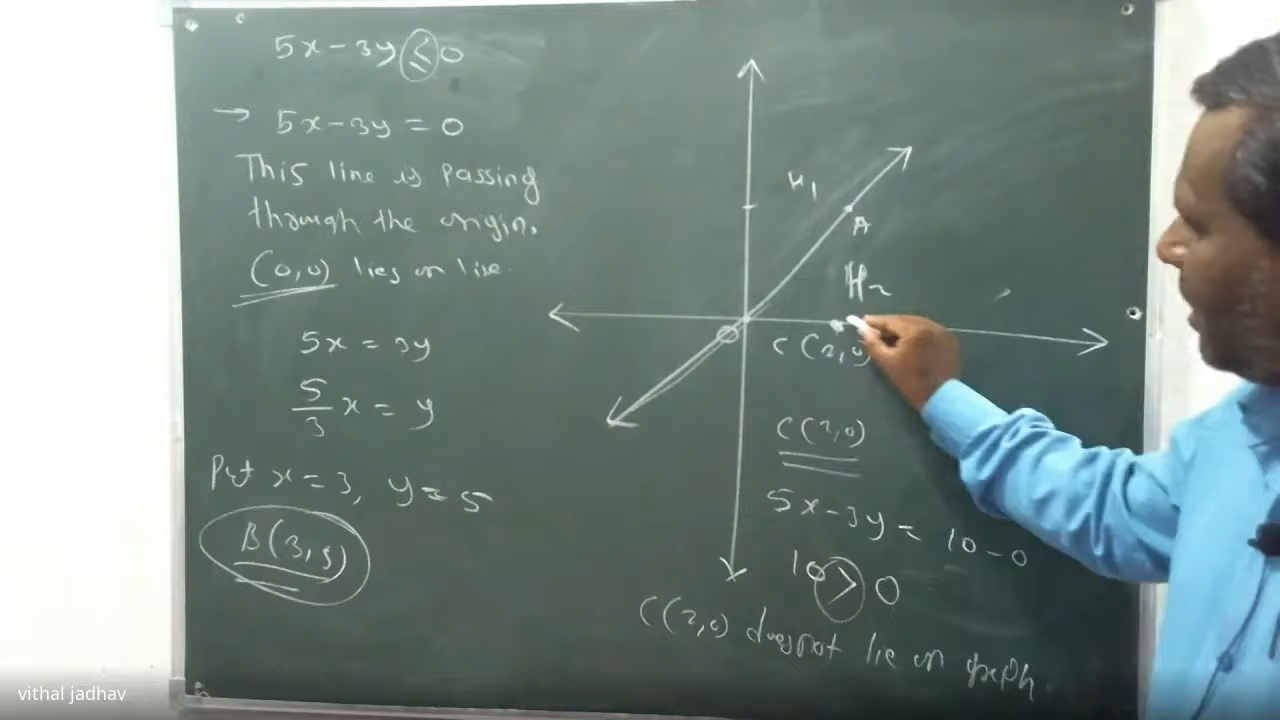 5x-3y≤0
→ 5x-3y=0
This line is passing
through the origin.
(0,0) lies on line.
5x = 3y
5/3 x = y
Put x=3, y=5
B(3,5)
H1
A
H2
C(2,0)
C(2,0)
5x-3y = 10-0
10 > 0
C(2,0) does not lie on graph.
vithal jadhav